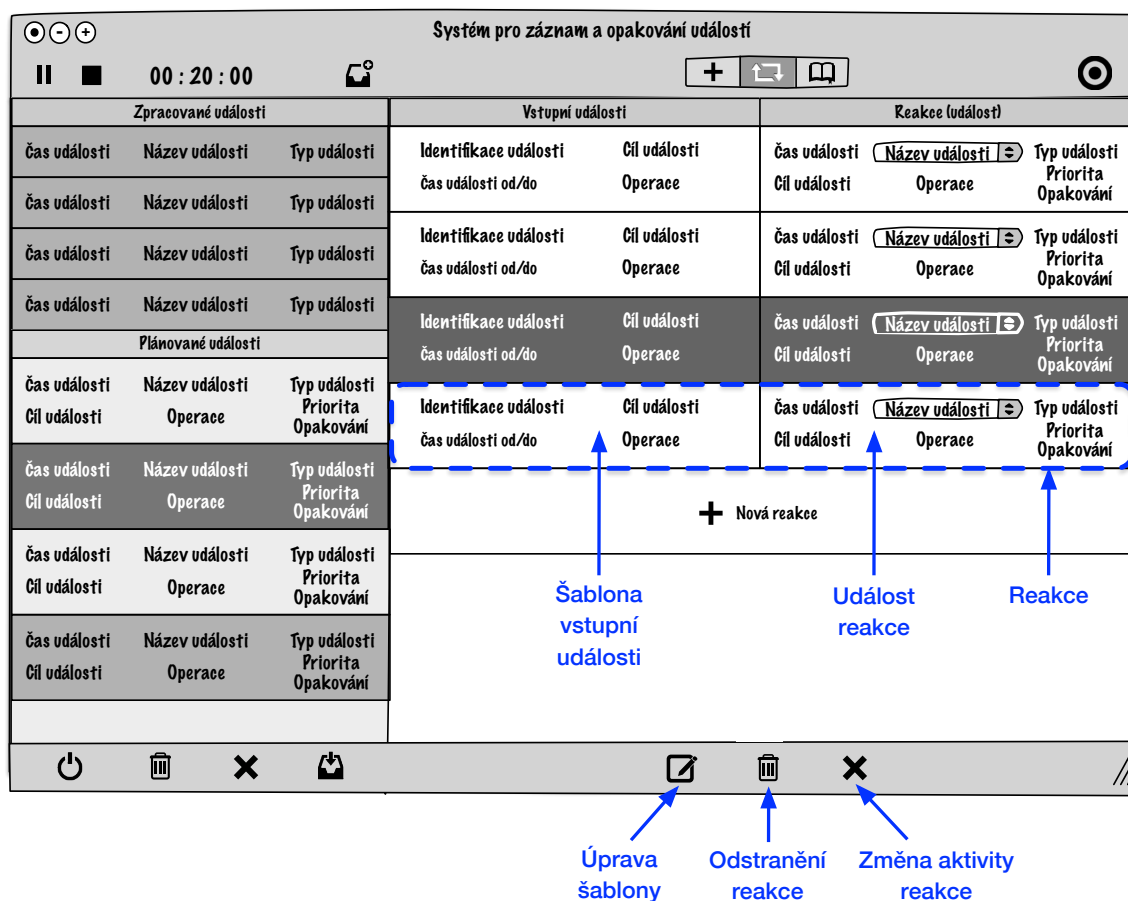 Systém pro záznam a opakování událostí
00 : 20 : 00
Zpracované události
Čas události Název události Typ události
Čas události Název události Typ události
Čas události Název události Typ události
Čas události Název události Typ události
Plánované události
Čas události Název události Typ události
Cíl události Operace Priorita
Opakování
Čas události Název události Typ události
Cíl události Operace Priorita
Opakování
Čas události Název události Typ události
Cíl události Operace Priorita
Opakování
Čas události Název události Typ události
Cíl události Operace Priorita
Opakování
Vstupní události Reakce (událost)
Identifikace události Cíl události Čas události Název události Typ události
Čas události od/do Operace Cíl události Operace Priorita
Opakování
Identifikace události Cíl události Čas události Název události Typ události
Čas události od/do Operace Cíl události Operace Priorita
Opakování
Identifikace události Cíl události Čas události Název události Typ události
Čas události od/do Operace Cíl události Operace Priorita
Opakování
Identifikace události Cíl události Čas události Název události Typ události
Čas události od/do Operace Cíl události Operace Priorita
Opakování
Nová reakce
Šablona
vstupní
události
Událost
reakce
Reakce
Úprava
šablony
Odstranění
reakce
Změna aktivity
reakce